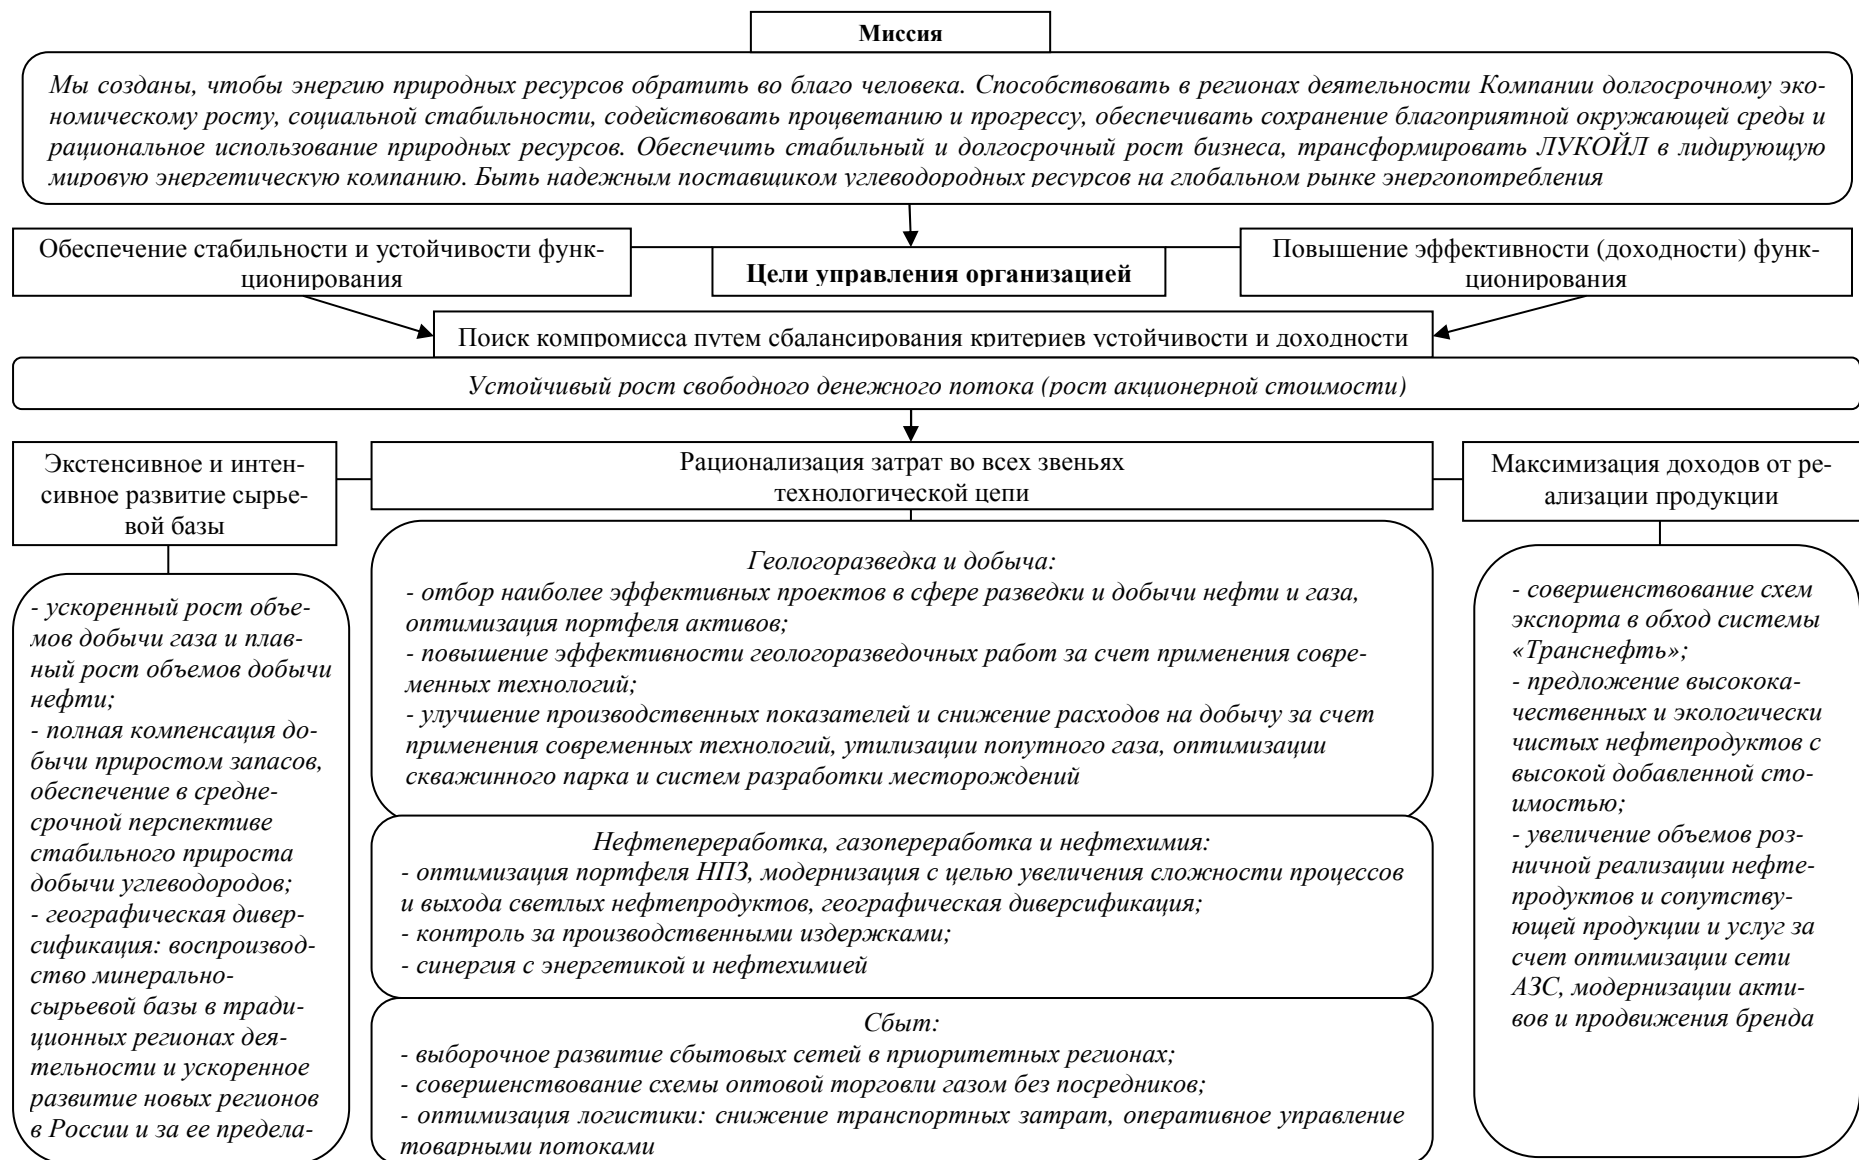 Миссия
Мы созданы, чтобы энергию природных ресурсов обратить во благо человека. Способствовать в регионах деятельности Компании долгосрочному эко-
номическому росту, социальной стабильности, содействовать процветанию и прогрессу, обеспечивать сохранение благоприятной окружающей среды и
рациональное использование природных ресурсов. Обеспечить стабильный и долгосрочный рост бизнеса, трансформировать ЛУКОЙЛ в лидирующую
мировую энергетическую компанию. Быть надежным поставщиком углеводородных ресурсов на глобальном рынке энергопотребления
Обеспечение стабильности и устойчивости функ-
ционирования
Цели управления организацией
Повышение эффективности (доходности) функ-
ционирования
Поиск компромисса путем сбалансирования критериев устойчивости и доходности
Устойчивый рост свободного денежного потока (рост акционерной стоимости)
Экстенсивное и интен-
сивное развитие сырье-
вой базы
Рационализация затрат во всех звеньях
технологической цепи
Максимизация доходов от ре-
ализации продукции
- ускоренный рост объе-
мов добычи газа и плав-
ный рост объемов добычи
нефти;
- полная компенсация до-
бычи приростом запасов,
обеспечение в средне-
срочной перспективе
стабильного прироста
добычи углеводородов;
- географическая дивер-
сификация: воспроизвод-
ство минерально-
сырьевой базы в тради-
ционных регионах дея-
тельности и ускоренное
развитие новых регионов
в России и за ее предела-
Геологоразведка и добыча:
- отбор наиболее эффективных проектов в сфере разведки и добычи нефти и газа,
оптимизация портфеля активов;
- повышение эффективности геологоразведочных работ за счет применения совре-
менных технологий;
- улучшение производственных показателей и снижение расходов на добычу за счет
применения современных технологий, утилизации попутного газа, оптимизации
скважинного парка и систем разработки месторождений
Нефтепереработка, газопереработка и нефтехимия:
- оптимизация портфеля НПЗ, модернизация с целью увеличения сложности процессов
и выхода светлых нефтепродуктов, географическая диверсификация;
- контроль за производственными издержками;
- синергия с энергетикой и нефтехимией
Сбыт:
- выборочное развитие сбытовых сетей в приоритетных регионах;
- совершенствование схемы оптовой торговли газом без посредников;
- оптимизация логистики: снижение транспортных затрат, оперативное управление
товарными потоками
- совершенствование схем
экспорта в обход системы
«Транснефть»;
- предложение высокока-
чественных и экологически
чистых нефтепродуктов с
высокой добавленной сто-
имостью;
- увеличение объемов роз-
ничной реализации нефте-
продуктов и сопутству-
ющей продукции и услуг за
счет оптимизации сети
АЗС, модернизации акти-
вов и продвижения бренда